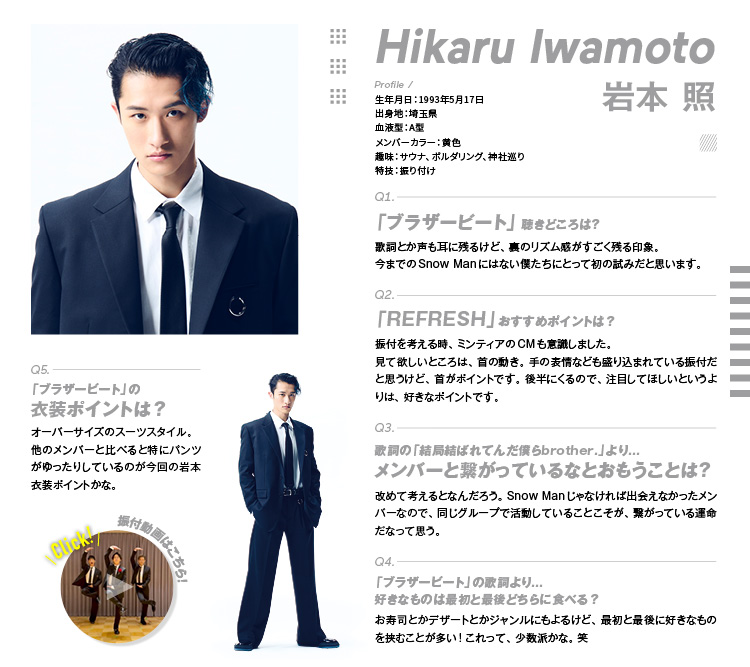 Hikaru Iwamoto
岩本 照
Profile /
生年月日：1993年5月17日
出身地：埼玉県
血液型：A型
メンバーカラー：黄色
趣味：サウナ、ボルダリング、神社巡り
特技：振り付け
Q1.
「ブラザービート」 聴きどころは？
歌詞とか声も耳に残るけど、裏のリズム感がすごく残る印象。
今までのSnow Manにはない僕たちにとって初の試みだと思います。
Q2.
「REFRESH」おすすめポイントは？
振付を考える時、ミンティアのCMも意識しました。
見て欲しいところは、首の動き。手の表情なども盛り込まれている振付だ
と思うけど、首がポイントです。後半にくるので、注目してほしいというよ
りは、好きなポイントです。
Q3.
歌詞の「結局結ばれてんだ僕らbrother.」より…
メンバーと繋がっているなとおもうことは？
改めて考えるとなんだろう。Snow Manじゃなければ出会えなかったメン
バーなので、同じグループで活動していることこそが、繋がっている運命
だなって思う。
Q4.
「ブラザービート」の歌詞より…
好きなものは最初と最後どちらに食べる？
お寿司とかデザートとかジャンルにもよるけど、最初と最後に好きなもの
を挟むことが多い！これって、少数派かな。笑
Q5.
「ブラザービート」の
衣装ポイントは？
オーバーサイズのスーツスタイル。
他のメンバーと比べると特にパンツ
がゆったりしているのが今回の岩本
衣装ポイントかな。
\Click!/
振付動画はこちら！